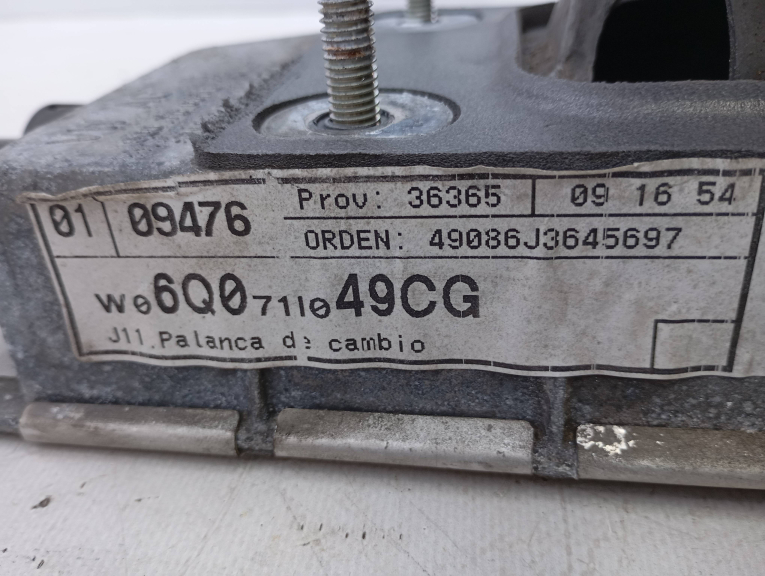 01 09476 Prov: 36365 09 16 54
ORDEN: 49086J3645697
W06Q0711049CG
J11.Palanca de cambio